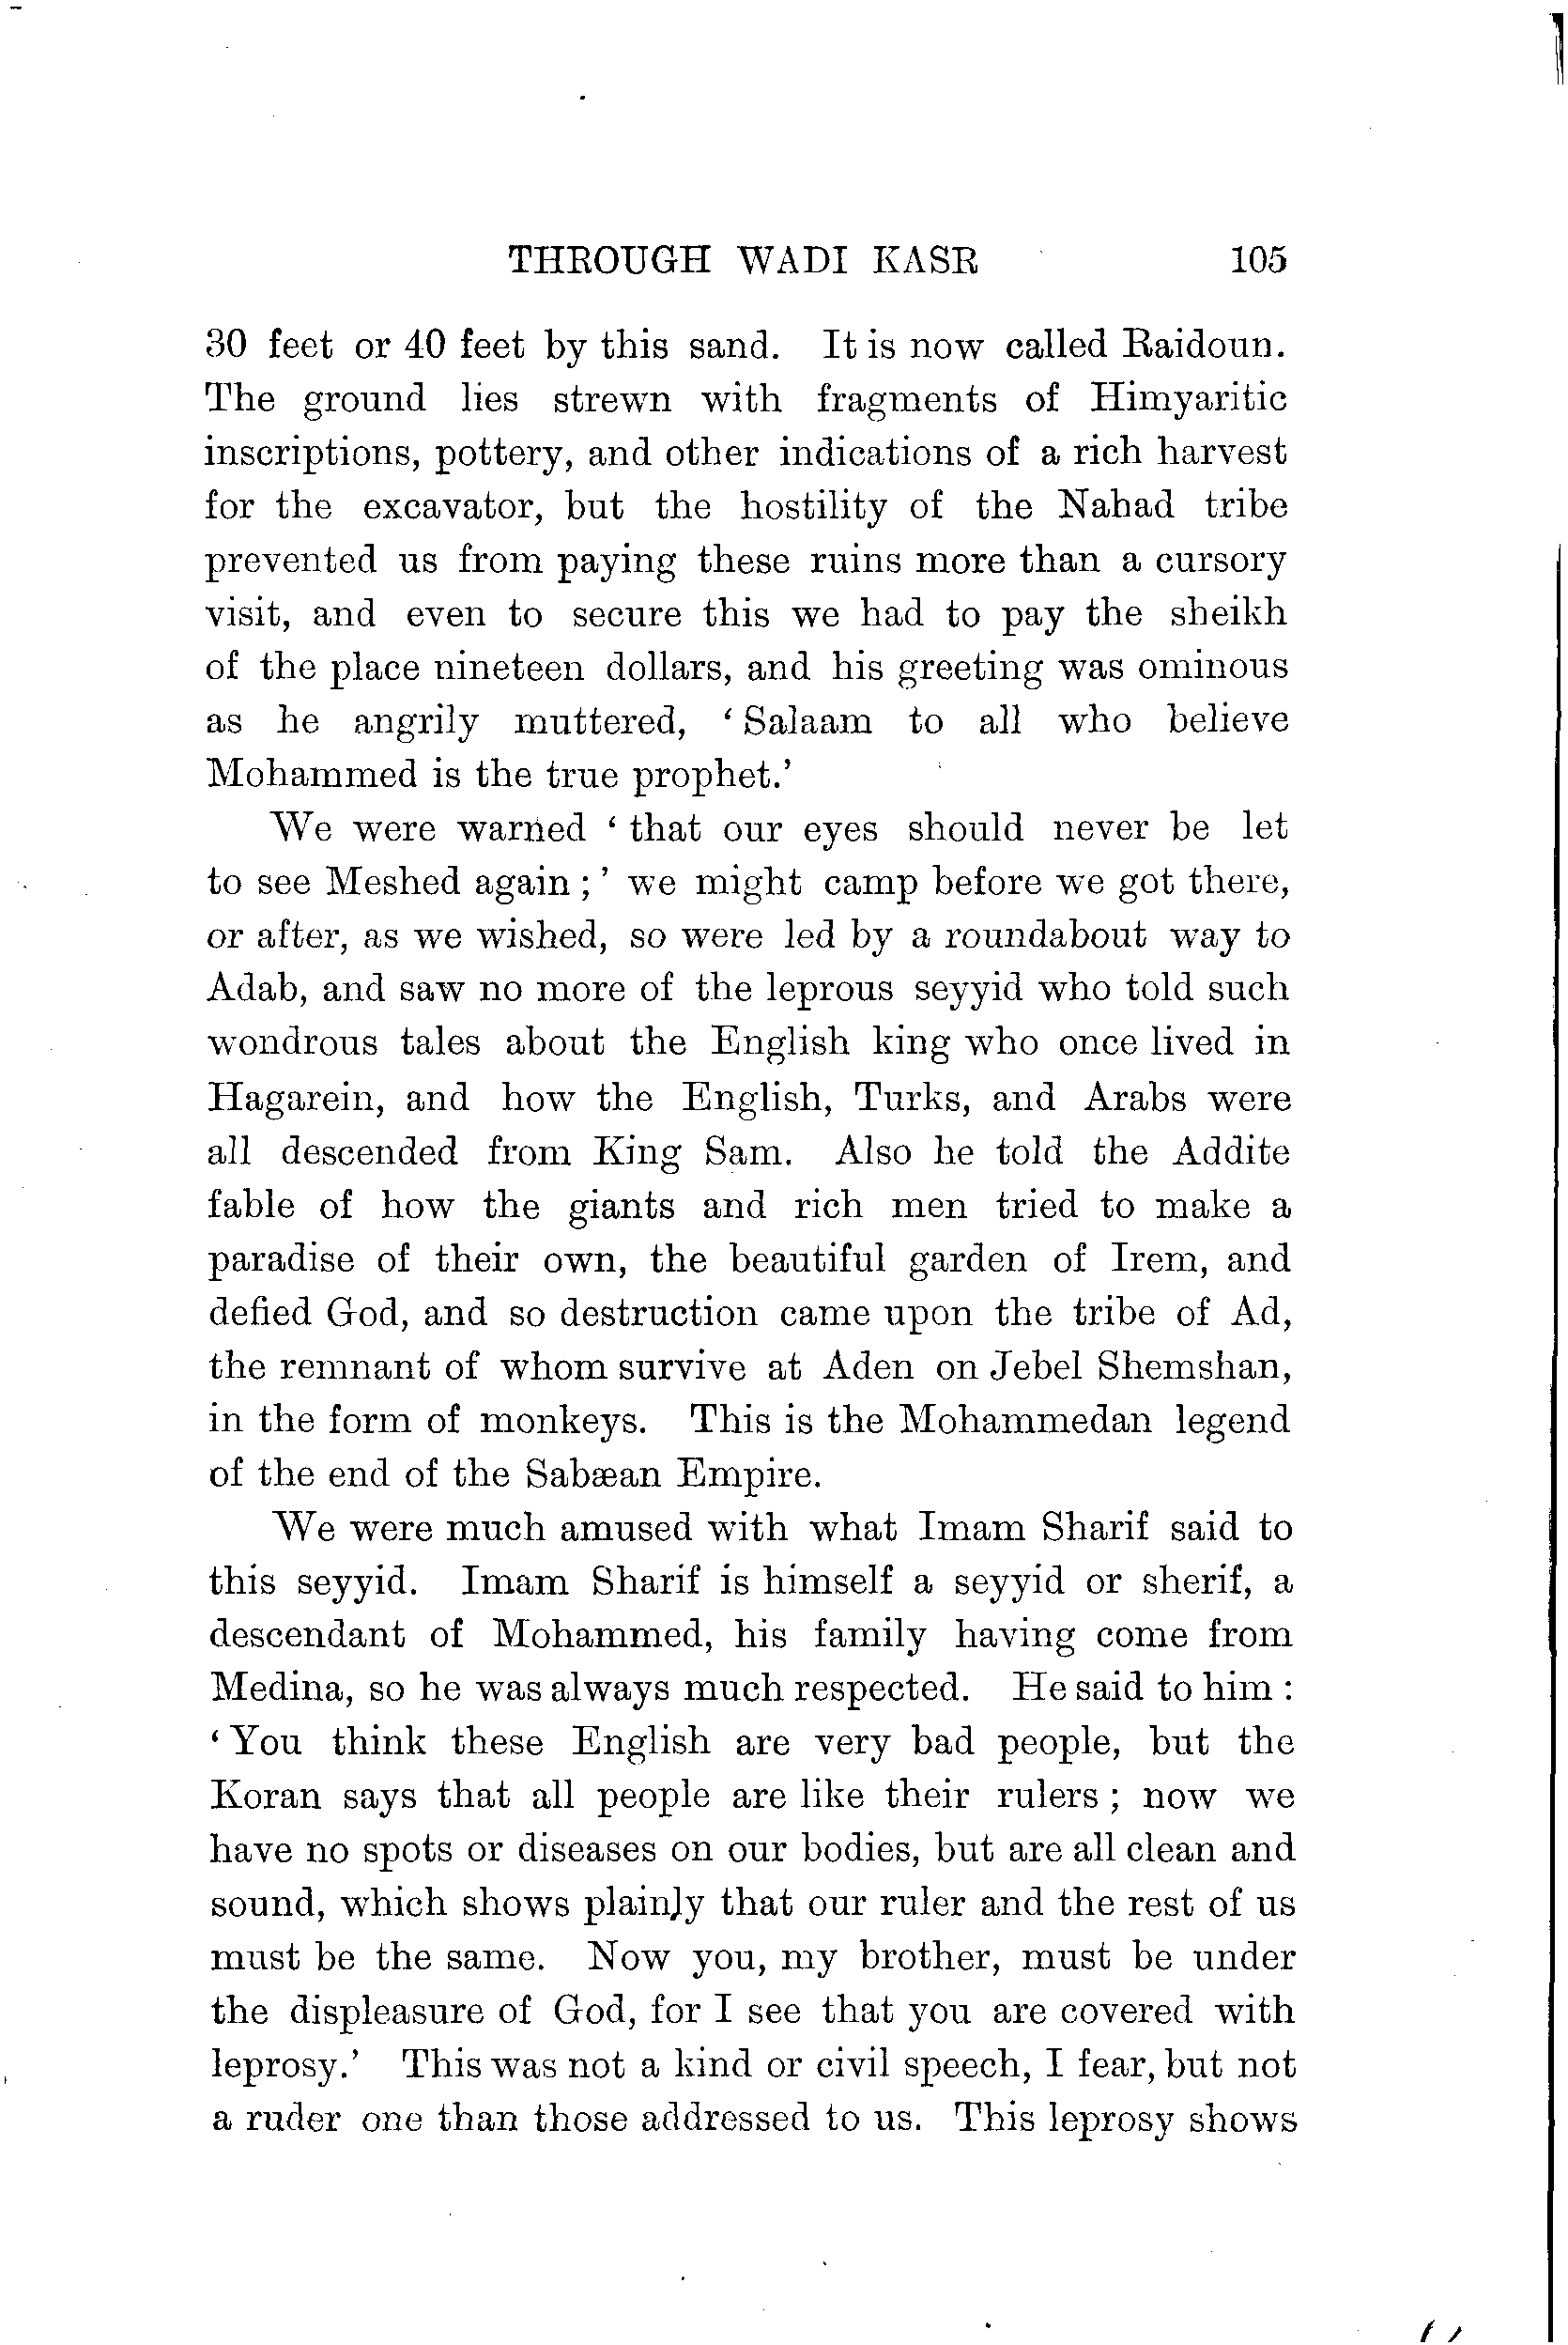 THROUGH WADI KASR 105
30 feet or 40 feet by this sand. It is now called Raidoun.
The ground lies strewn with fragments of Himyaritic
inscriptions, pottery, and other indications of a rich harvest
for the excavator, but the hostility of the Nahad tribe
prevented us from paying these ruins more than a cursory
visit, and even to secure this we had to pay the sheikh
of the place nineteen dollars, and his greeting was ominous
as he angrily muttered, ‘ Salaam to all who believe
Mohammed is the true prophet.’
We were warned ‘ that our eyes should never be let
to see Meshed again ; ’ we might camp before we got there,
or after, as we wished, so were led by a roundabout way to
Adab, and saw no more of the leprous seyyid who told such
wondrous tales about the English king who once lived in
Hagarein, and how the English, Turks, and Arabs were
all descended from King Sam. Also he told the Addite
fable of how the giants and rich men tried to make a
paradise of their own, the beautiful garden of Irem, and
defied God, and so destruction came upon the tribe of Ad,
the remnant of whom survive at Aden on Jebel Shemshan,
in the form of monkeys. This is the Mohammedan legend
of the end of the Sabæan Empire.
We were much amused with what Imam Sharif said to
this seyyid. Imam Sharif is himself a seyyid or sherif, a
descendant of Mohammed, his family having come from
Medina, so he was always much respected. He said to him :
‘ You think these English are very bad people, but the
Koran says that all people are like their rulers ; now we
have no spots or diseases on our bodies, but are all clean and
sound, which shows plainly that our ruler and the rest of us
must be the same. Now you, my brother, must be under
the displeasure of God, for I see that you are covered with
leprosy.’ This was not a kind or civil speech, I fear, but not
a ruder one than those addressed to us. This leprosy shows